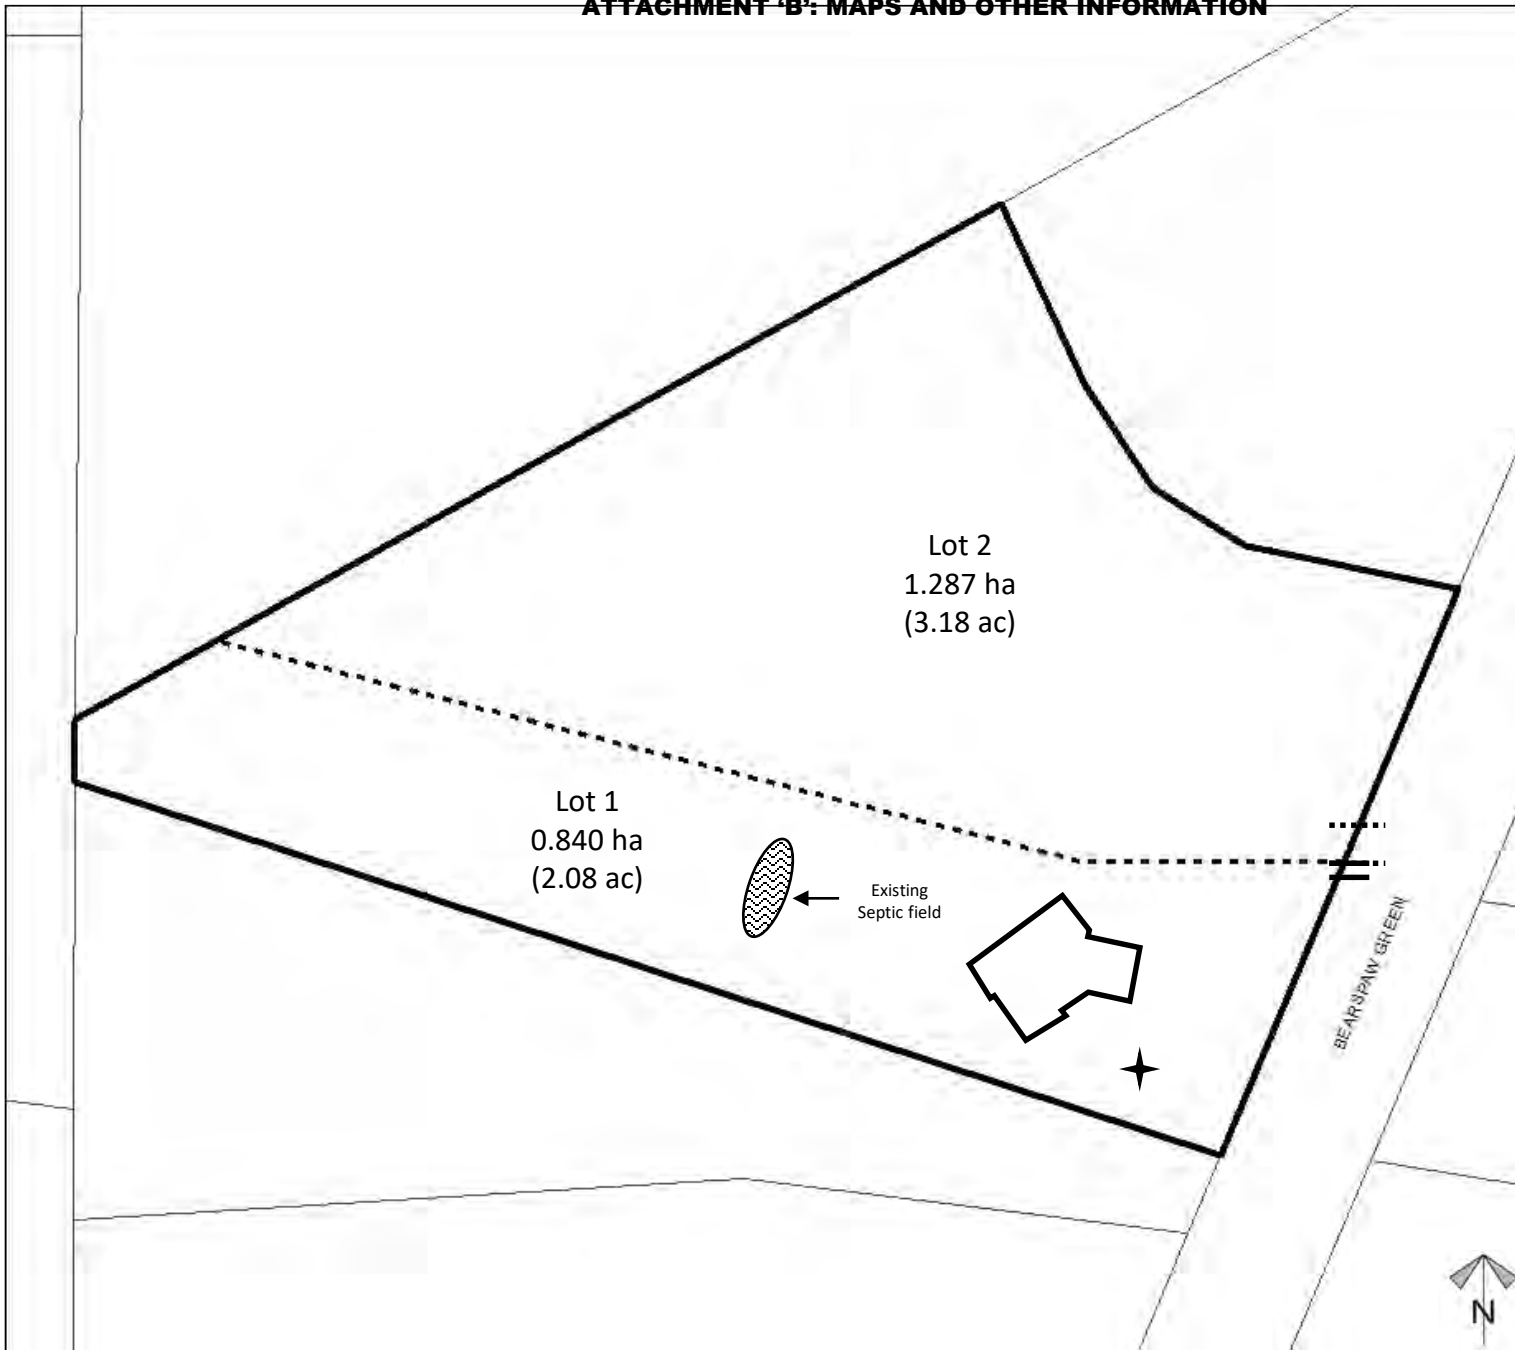 ATTACHMENT ‘B’: MAPS AND OTHER INFORMATION
Lot 2
1.287 ha
(3.18 ac)
Lot 1
0.840 ha
(2.08 ac)
Existing
Septic field
BEARSPAW GREEN
N